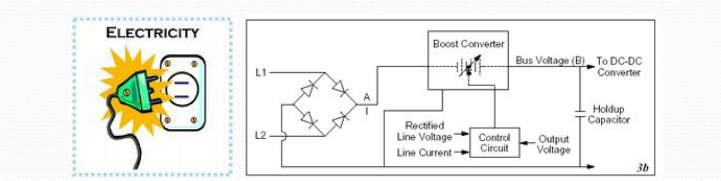 ELECTRICITY
Boost Converter
L1
Bus Voltage (B)
To DC-DC
Converter
A
I
Holdup
Capacitor
Rectified
Line Voltage
L2
Control
Circuit
Output
Voltage
Line Current
3b